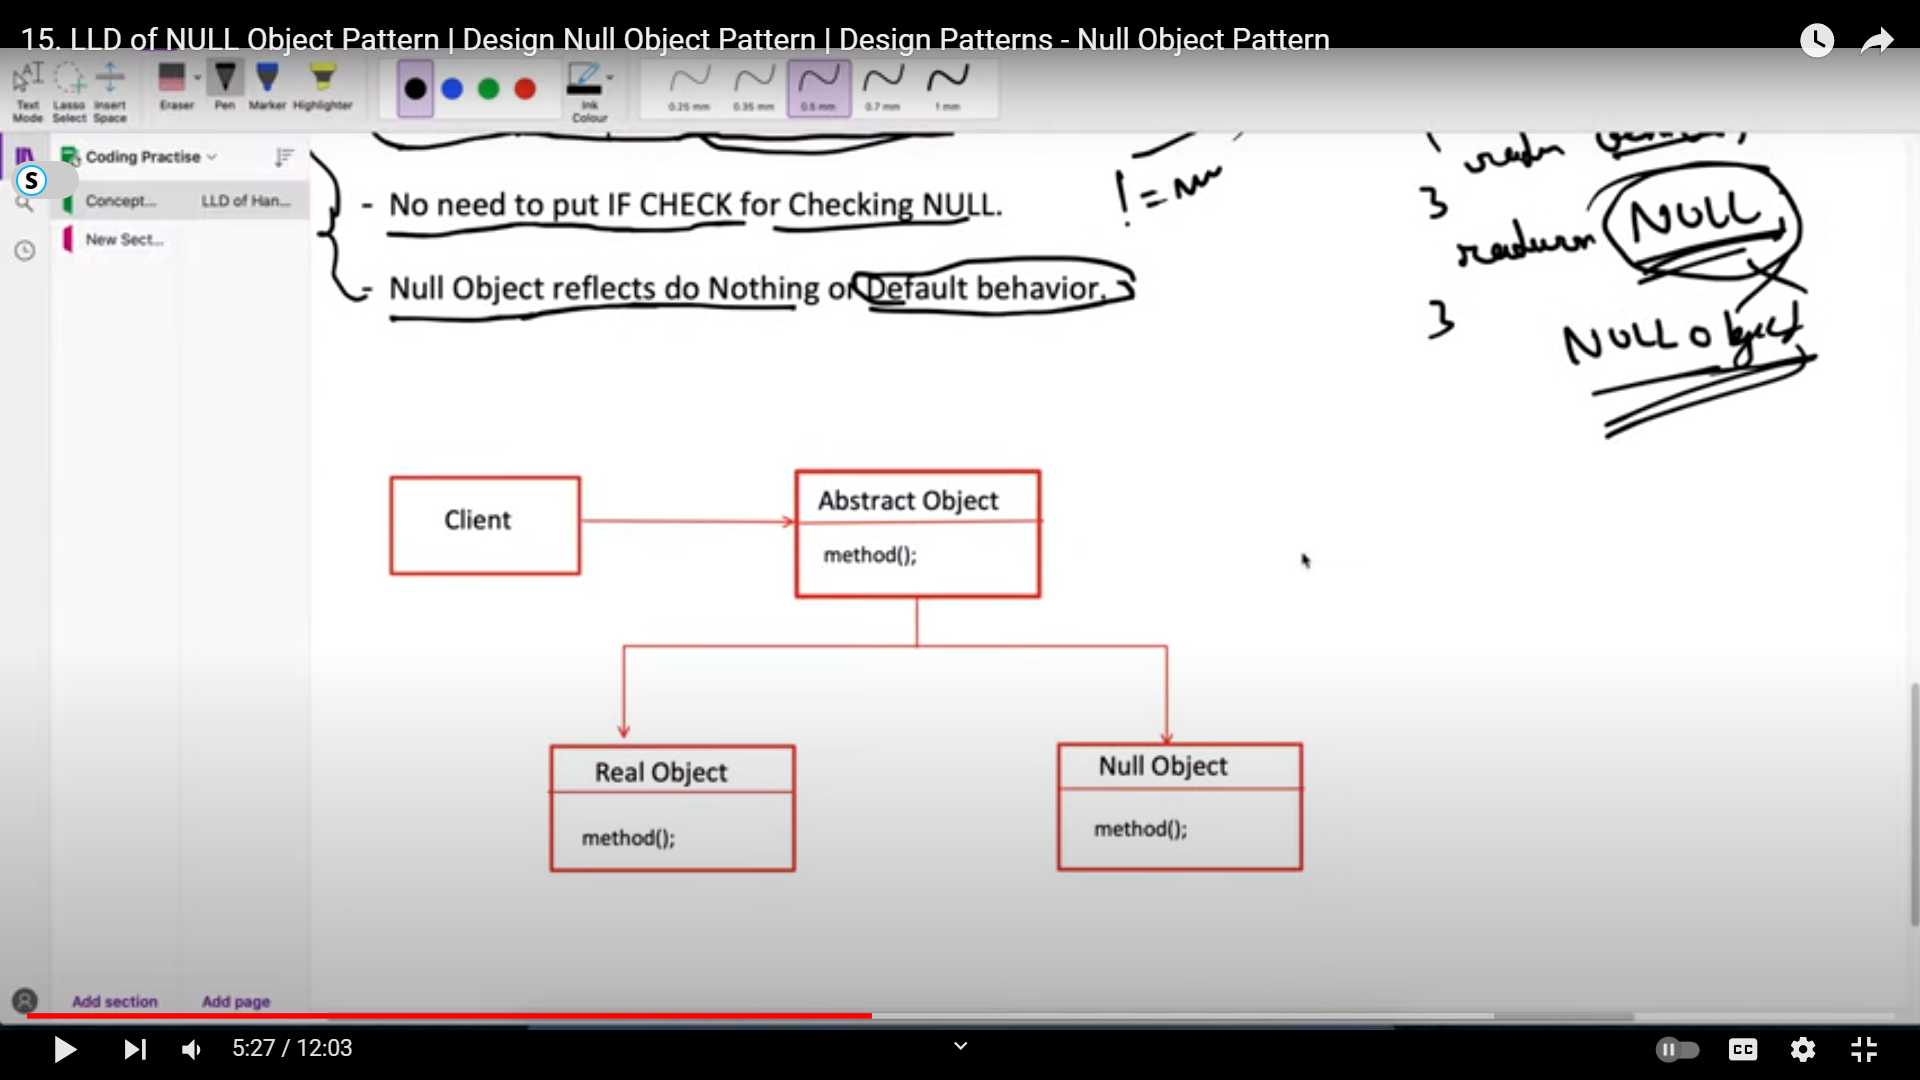 15. LLD of NULL Object Pattern | Design Null Object Pattern | Design Patterns - Null Object Pattern
Text Mode
Lasso Select
Insert Space
Eraser
Pen
Marker
Highlighter
Ink Colour
0.25 mm
0.35 mm
0.5 mm
0.7 mm
1 mm
Coding Practise
S
Concept...
LLD of Han...
New Sect...
- No need to put IF CHECK for Checking NULL.
- Null Object reflects do Nothing or Default behavior.
!=
}
return NULL
}
NULL object
Client
Abstract Object
method();
Real Object
method();
Null Object
method();
Add section
Add page
5:27 / 12:03
CC